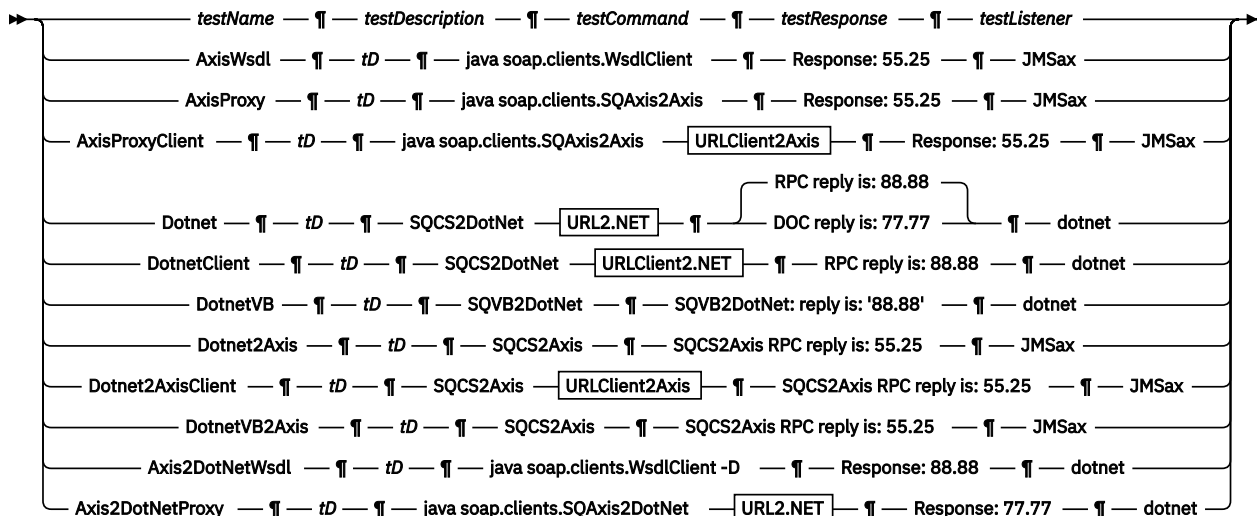 testName ¶ testDescription ¶ testCommand ¶ testResponse ¶ testListener
AxisWsdl ¶ tD ¶ java soap.clients.WsdlClient ¶ Response: 55.25 ¶ JMSax
AxisProxy ¶ tD ¶ java soap.clients.SQAxis2Axis ¶ Response: 55.25 ¶ JMSax
AxisProxyClient ¶ tD ¶ java soap.clients.SQAxis2Axis URLClient2Axis ¶ Response: 55.25 ¶ JMSax
RPC reply is: 88.88
Dotnet ¶ tD ¶ SQCS2DotNet URL2.NET ¶ DOC reply is: 77.77 ¶ dotnet
DotnetClient ¶ tD ¶ SQCS2DotNet URLClient2.NET ¶ RPC reply is: 88.88 ¶ dotnet
DotnetVB ¶ tD ¶ SQVB2DotNet ¶ SQVB2DotNet: reply is: '88.88' ¶ dotnet
Dotnet2Axis ¶ tD ¶ SQCS2Axis ¶ SQCS2Axis RPC reply is: 55.25 ¶ JMSax
Dotnet2AxisClient ¶ tD ¶ SQCS2Axis URLClient2Axis ¶ SQCS2Axis RPC reply is: 55.25 ¶ JMSax
DotnetVB2Axis ¶ tD ¶ SQCS2Axis ¶ SQCS2Axis RPC reply is: 55.25 ¶ JMSax
Axis2DotNetWsdl ¶ tD ¶ java soap.clients.WsdlClient -D ¶ Response: 88.88 ¶ dotnet
Axis2DotNetProxy ¶ tD ¶ java soap.clients.SQAxis2DotNet URL2.NET ¶ Response: 77.77 ¶ dotnet